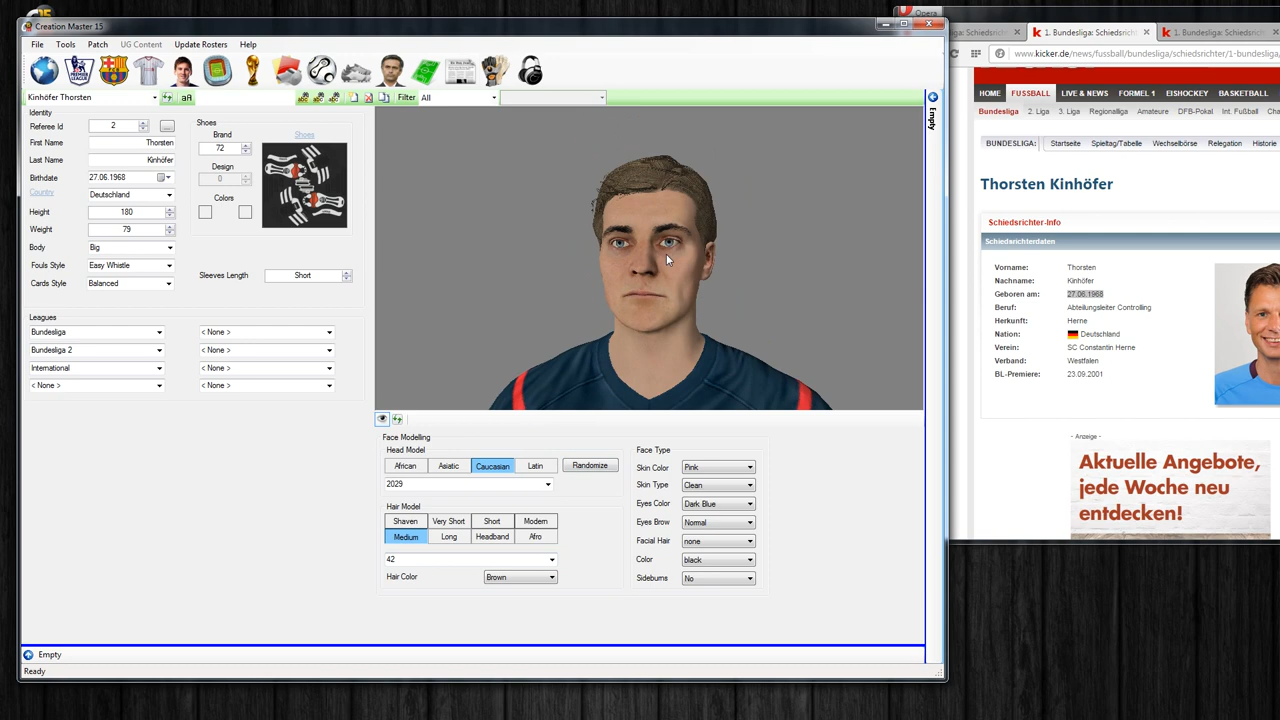 Creation Master 15
File Tools Patch UG Content Update Rosters Help
Kinhöfer Thorsten
Filter All
Identity
Referee Id 2
First Name Thorsten
Last Name Kinhöfer
Birthdate 27.06.1968
Country Deutschland
Height 180
Weight 79
Body Big
Fouls Style Easy Whistle
Cards Style Balanced
Shoes
Brand Shoes
72
Design
0
Colors
Sleeves Length Short
Leagues
Bundesliga < None >
Bundesliga 2 < None >
International < None >
< None > < None >
Empty
Face Modelling
Head Model
African Asiatic Caucasian Latin Randomize
2029
Hair Model
Shaven Very Short Short Modern
Medium Long Headband Afro
42
Hair Color Brown
Face Type
Skin Color Pink
Skin Type Clean
Eyes Color Dark Blue
Eyes Brow Normal
Facial Hair none
Color black
Sideburns No
Empty
Ready
Opera
1. Bundesliga: Schiedsrich
www.kicker.de/news/fussball/bundesliga/schiedsrichter/1-bundesliga
HOME FUSSBALL LIVE & NEWS FORMEL 1 EISHOCKEY BASKETBALL
Bundesliga 2. Liga 3. Liga Regionalliga Amateure DFB-Pokal Int. Fußball Cha
BUNDESLIGA: Startseite Spieltag/Tabelle Wechselbörse Relegation Historie
Thorsten Kinhöfer
Schiedsrichter-Info
Schiedsrichterdaten
Vorname: Thorsten
Nachname: Kinhöfer
Geboren am: 27.06.1968
Beruf: Abteilungsleiter Controlling
Herkunft: Herne
Nation: Deutschland
Verein: SC Constantin Herne
Verband: Westfalen
BL-Premiere: 23.09.2001
- Anzeige -
Aktuelle Angebote,
jede Woche neu
entdecken!